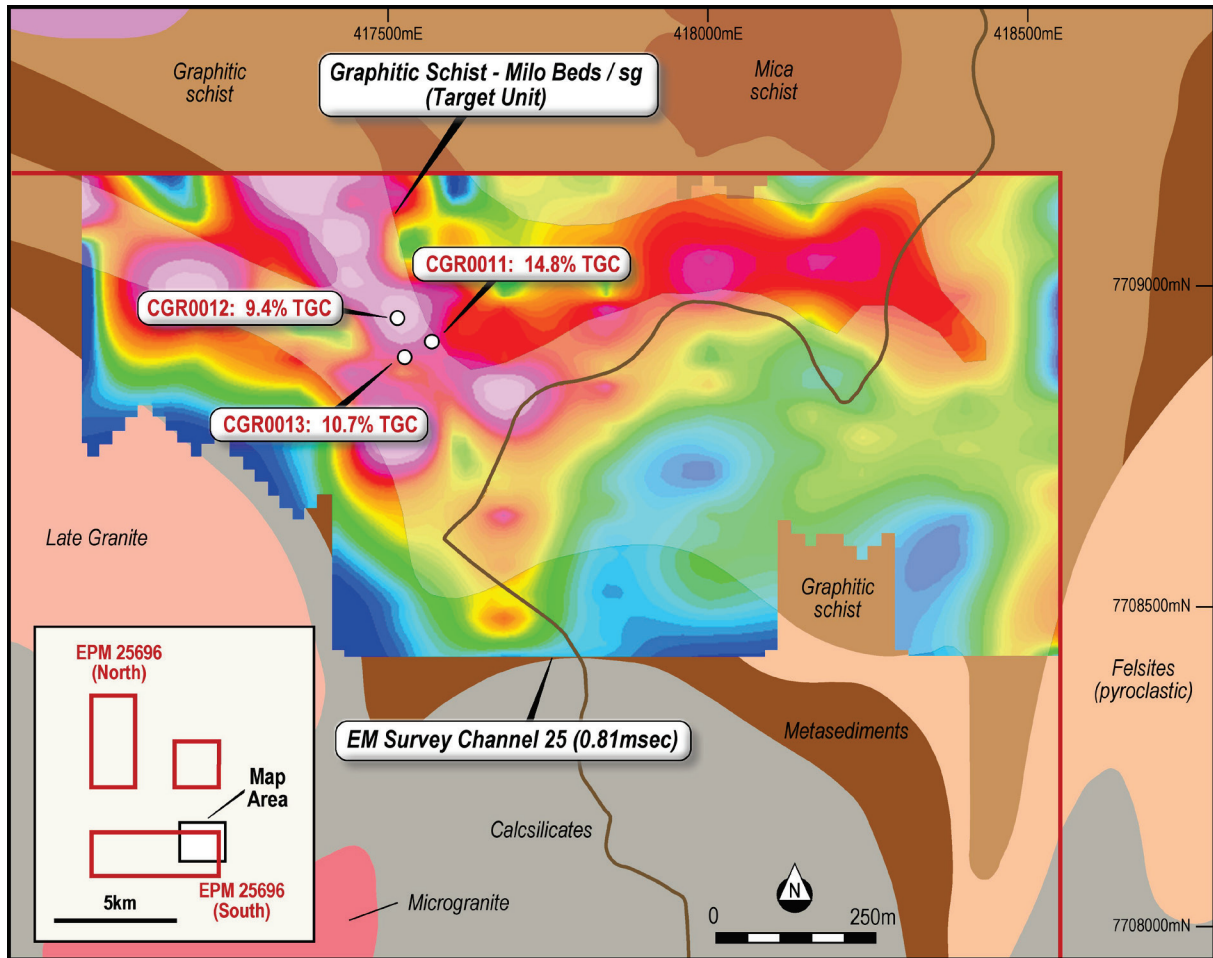 417500mE
418000mE
418500mE
Graphitic
schist
Graphitic Schist - Milo Beds / sg
(Target Unit)
Mica
schist
CGR0011: 14.8% TGC
7709000mN
CGR0012: 9.4% TGC
CGR0013: 10.7% TGC
Late Granite
Graphitic
schist
7708500mN
EPM 25696
(North)
Felsites
(pyroclastic)
EM Survey Channel 25 (0.81msec)
Metasediments
Map
Area
Calcsilicates
EPM 25696
(South)
5km
Microgranite
N
0
250m
7708000mN